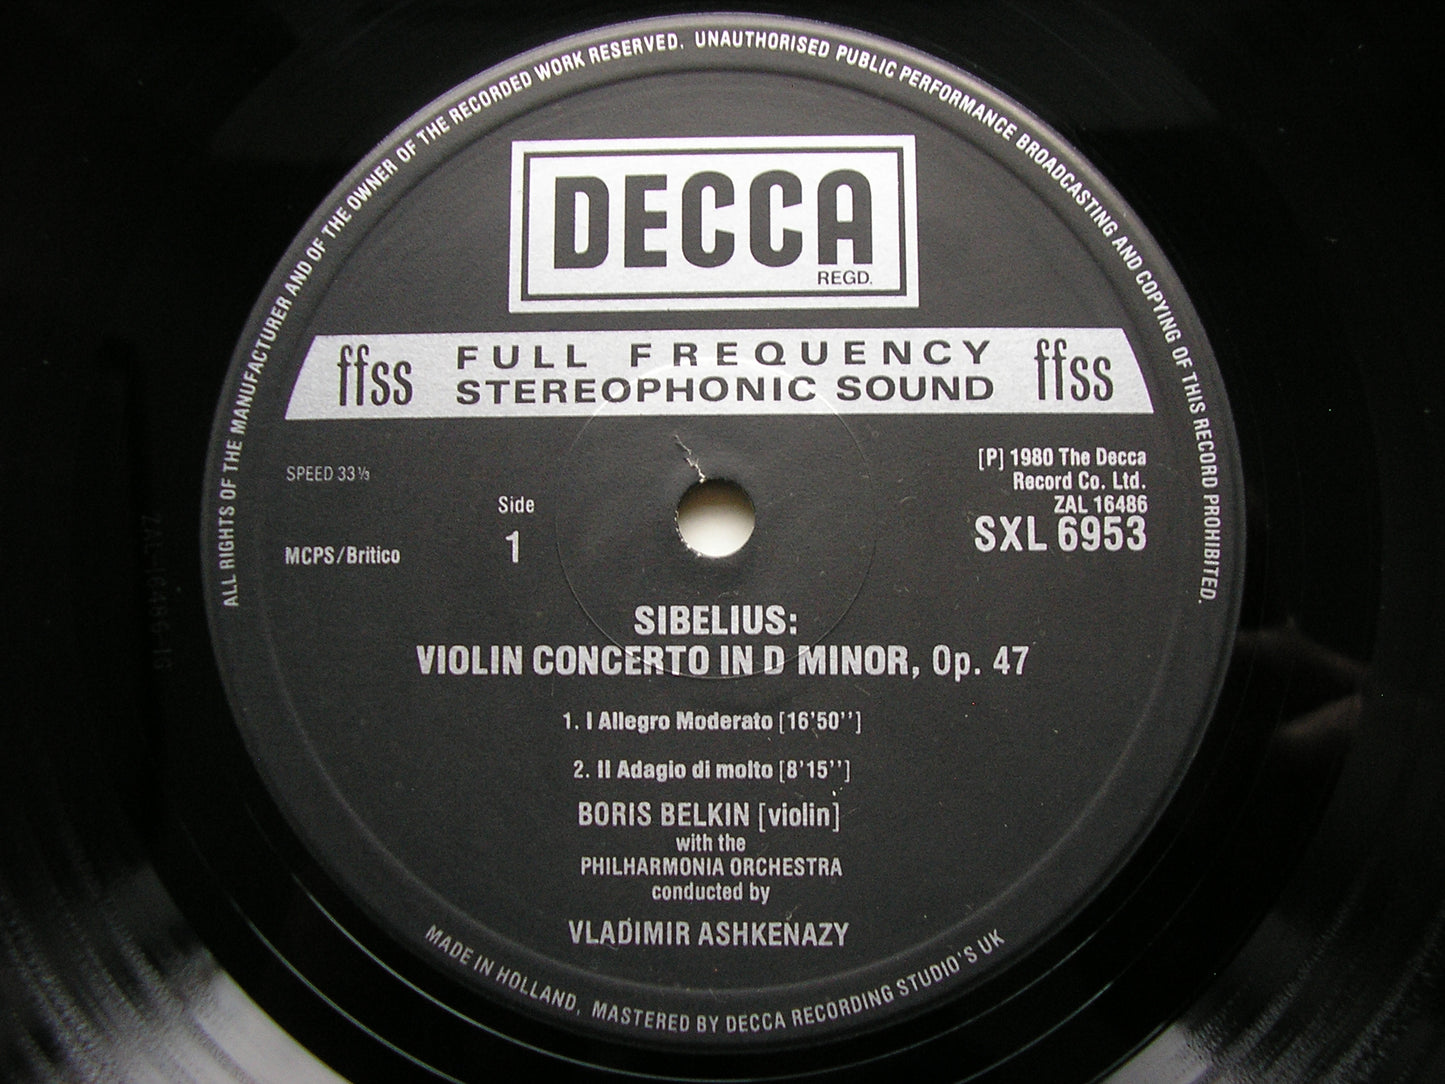 ALL RIGHTS OF THE MANUFACTURER AND OF THE OWNER OF THE RECORDED WORK RESERVED. UNAUTHORISED PUBLIC PERFORMANCE BROADCASTING AND COPYING OF THIS RECORD PROHIBITED.
DECCA
REGD.
ffss FULL FREQUENCY STEREOPHONIC SOUND ffss
SPEED 33⅓
Side
1
MCPS/Britico
[P] 1980 The Decca
Record Co. Ltd.
ZAL 16486
SXL 6953
SIBELIUS:
VIOLIN CONCERTO IN D MINOR, Op. 47
1. I Allegro Moderato [16'50'']
2. II Adagio di molto [8'15'']
BORIS BELKIN [violin]
with the
PHILHARMONIA ORCHESTRA
conducted by
VLADIMIR ASHKENAZY
MADE IN HOLLAND, MASTERED BY DECCA RECORDING STUDIO'S UK